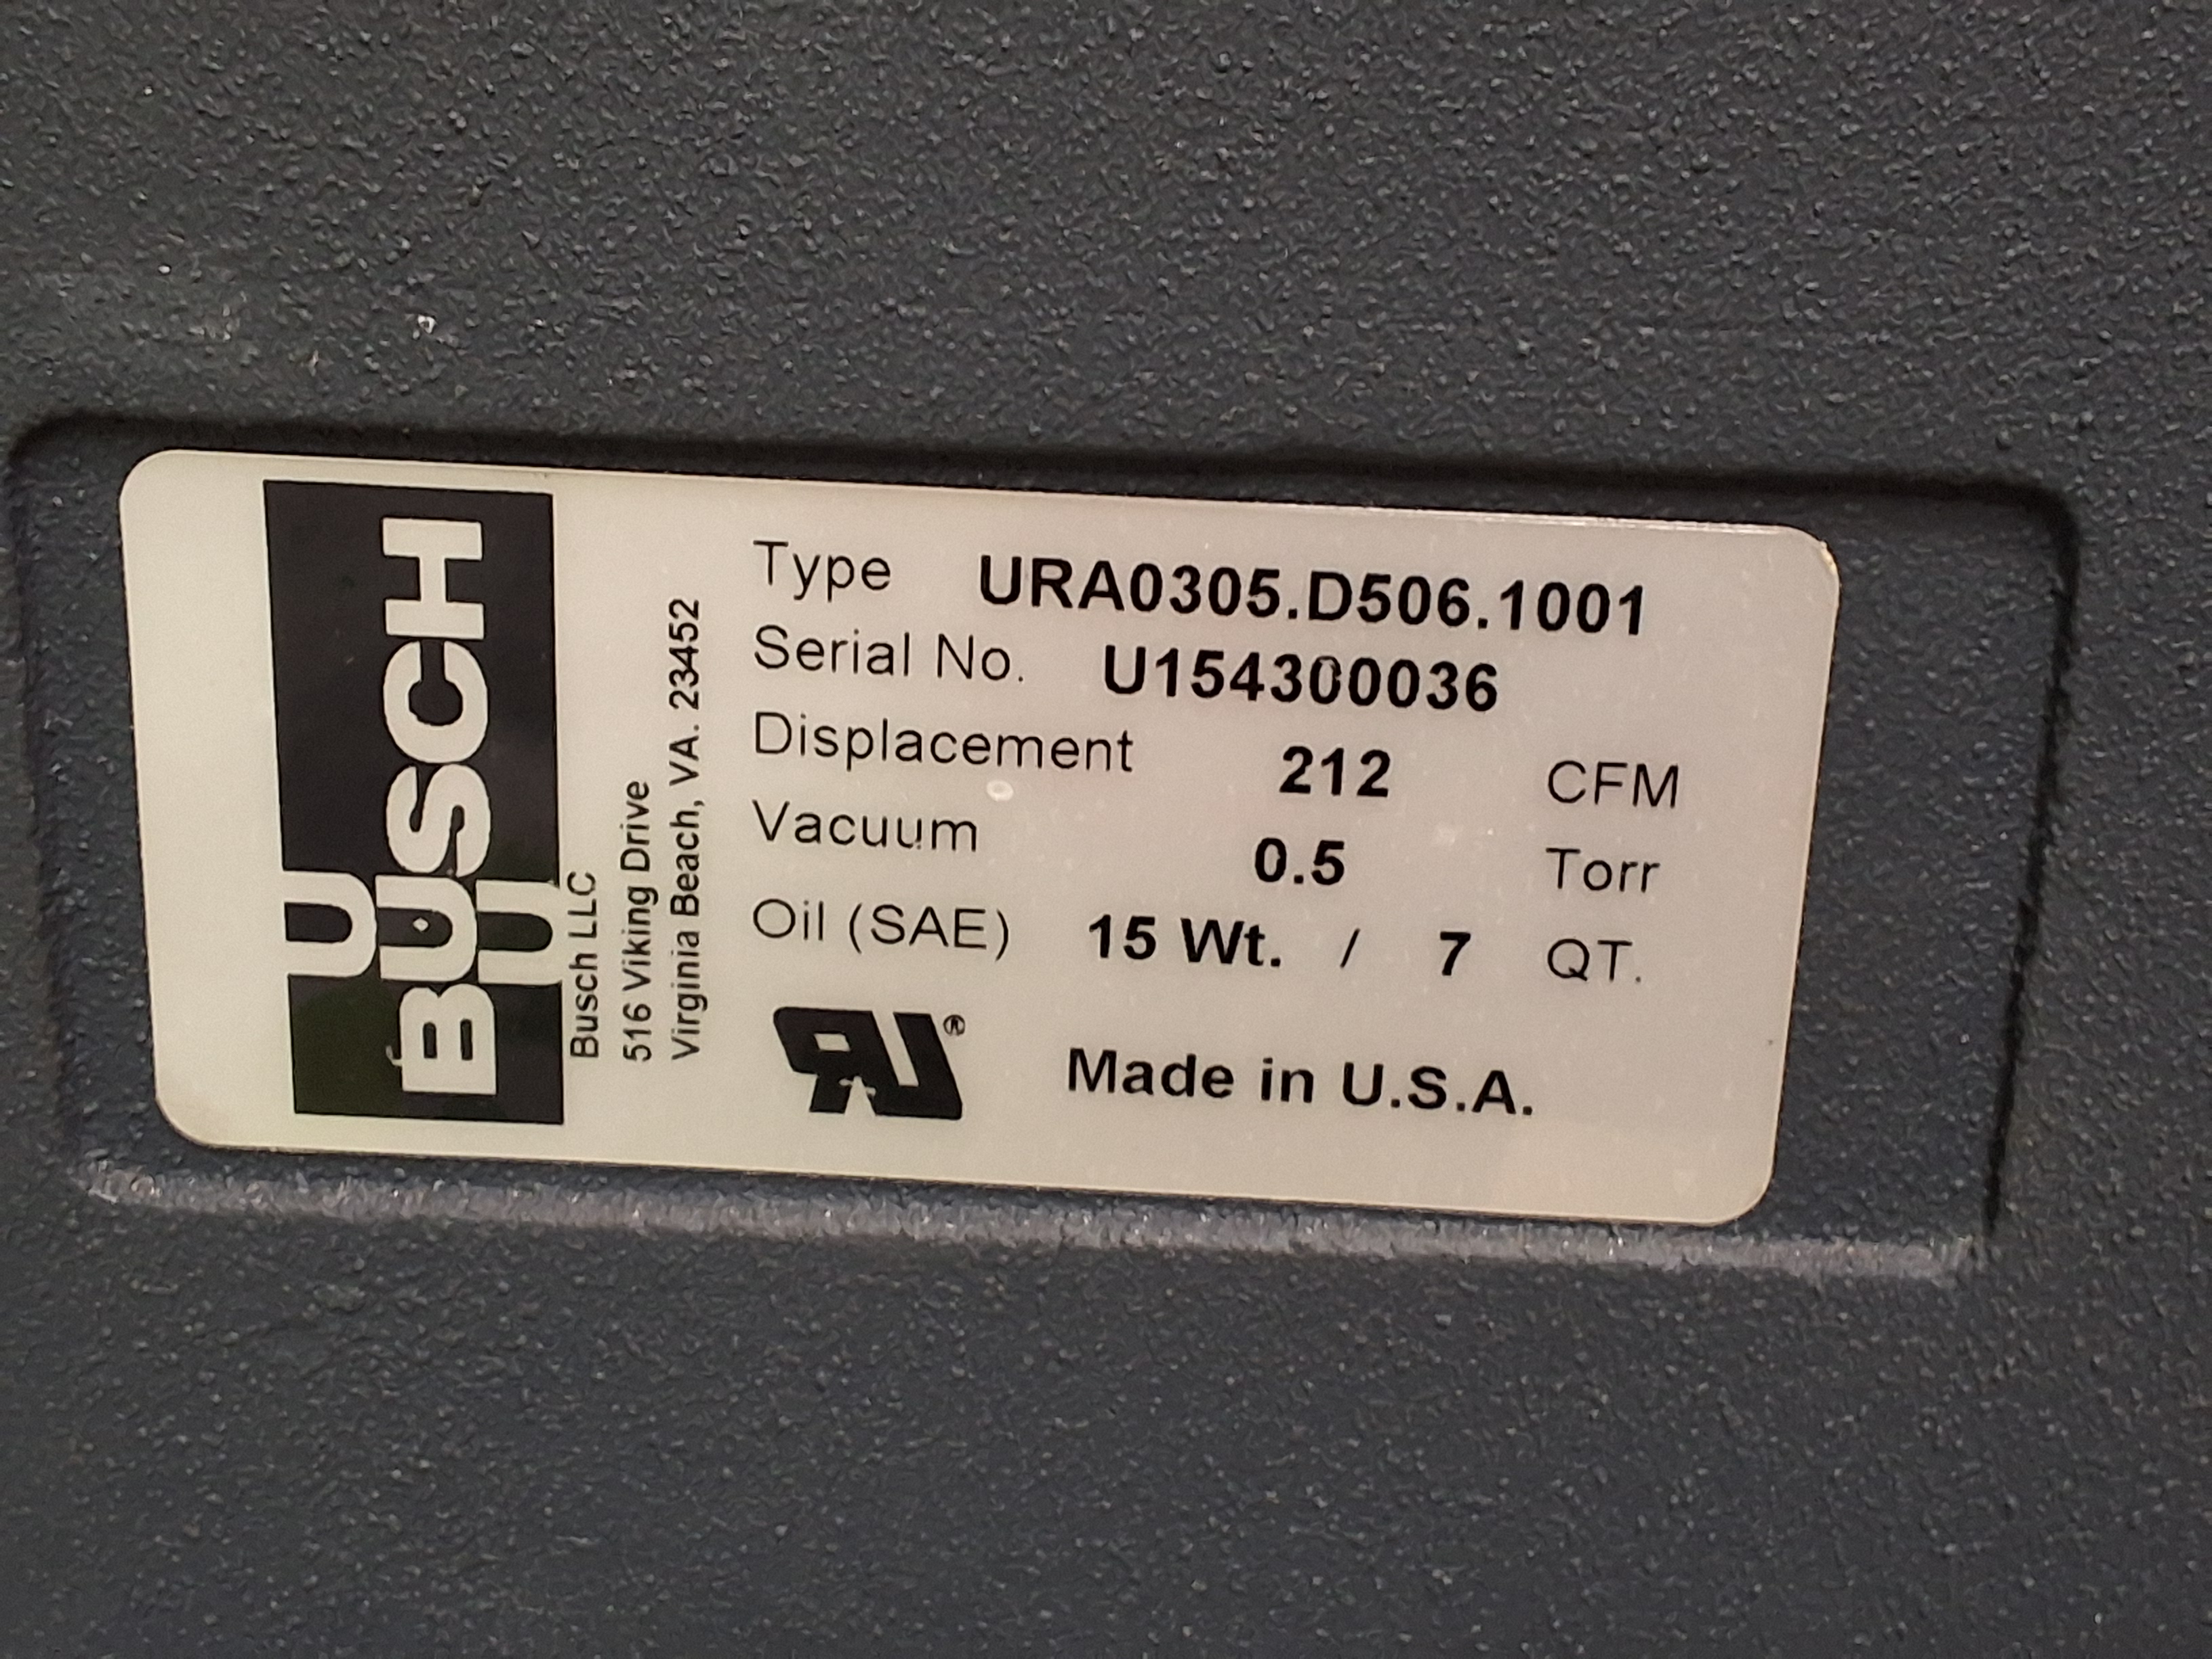 BUSCH
Busch LLC
516 Viking Drive
Virginia Beach, VA. 23452
Type URA0305.D506.1001
Serial No. U154300036
Displacement 212 CFM
Vacuum 0.5 Torr
Oil (SAE) 15 Wt. / 7 QT.
RU®
Made in U.S.A.